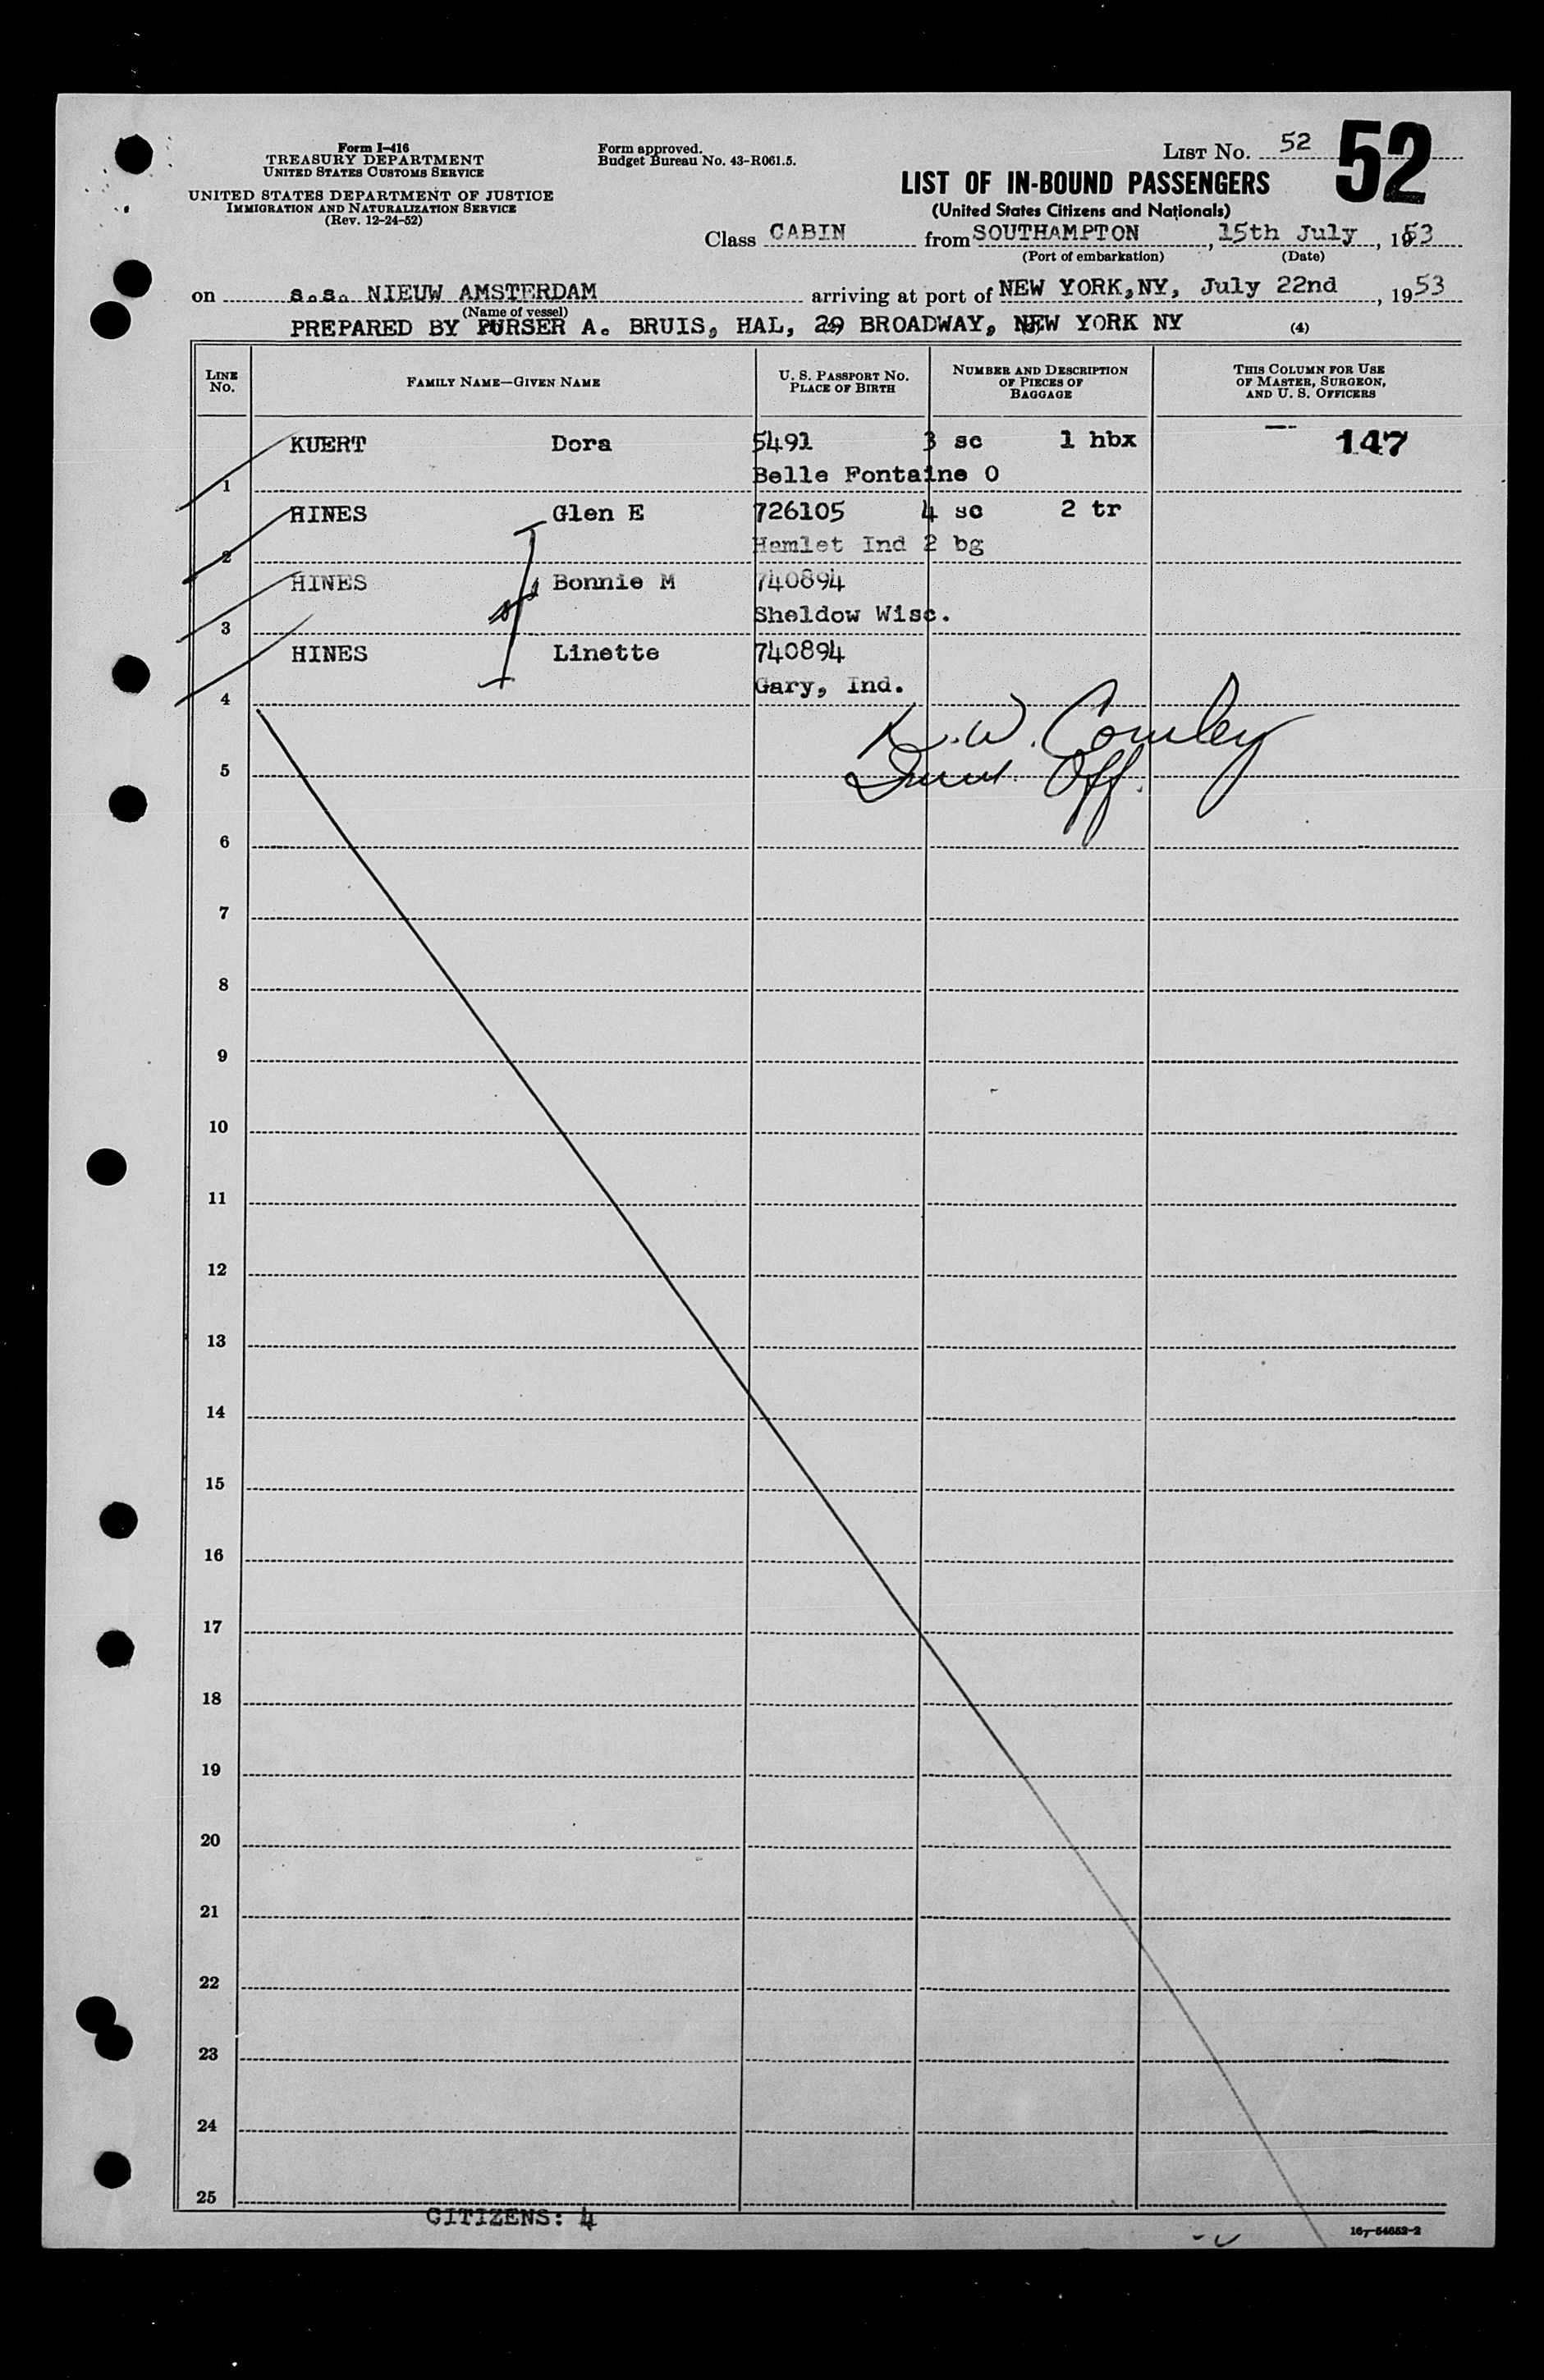 Form I-416
TREASURY DEPARTMENT
UNITED STATES CUSTOMS SERVICE
UNITED STATES DEPARTMENT OF JUSTICE
IMMIGRATION AND NATURALIZATION SERVICE
(Rev. 12-24-52)
Form approved.
Budget Bureau No. 43-R061.5.
LIST No. 52
52
LIST OF IN-BOUND PASSENGERS
(United States Citizens and Nationals)
Class CABIN from SOUTHAMPTON, 15th July, 1953
(Port of embarkation) (Date)
on s.s. NIEUW AMSTERDAM arriving at port of NEW YORK,NY, July 22nd, 1953
(Name of vessel)
PREPARED BY PURSER A. BRUIS, HAL, 29 BROADWAY, NEW YORK NY (4)
LINE No. FAMILY NAME—GIVEN NAME U. S. PASSPORT No. PLACE OF BIRTH NUMBER AND DESCRIPTION OF PIECES OF BAGGAGE THIS COLUMN FOR USE OF MASTER, SURGEON, AND U. S. OFFICERS
KUERT Dora 5491 3 sc 1 hbx 147
1 Belle Fontaine O
HINES Glen E 726105 4 sc 2 tr
2 Hamlet Ind 2 bg
HINES Bonnie M 740894
3 Sheldow Wisc.
HINES Linette 740894
4 Gary, Ind.
W. Cowley
5 Imm. Off.
6
7
8
9
10
11
12
13
14
15
16
17
18
19
20
21
22
23
24
25
CITIZENS: 4
16—54652-2